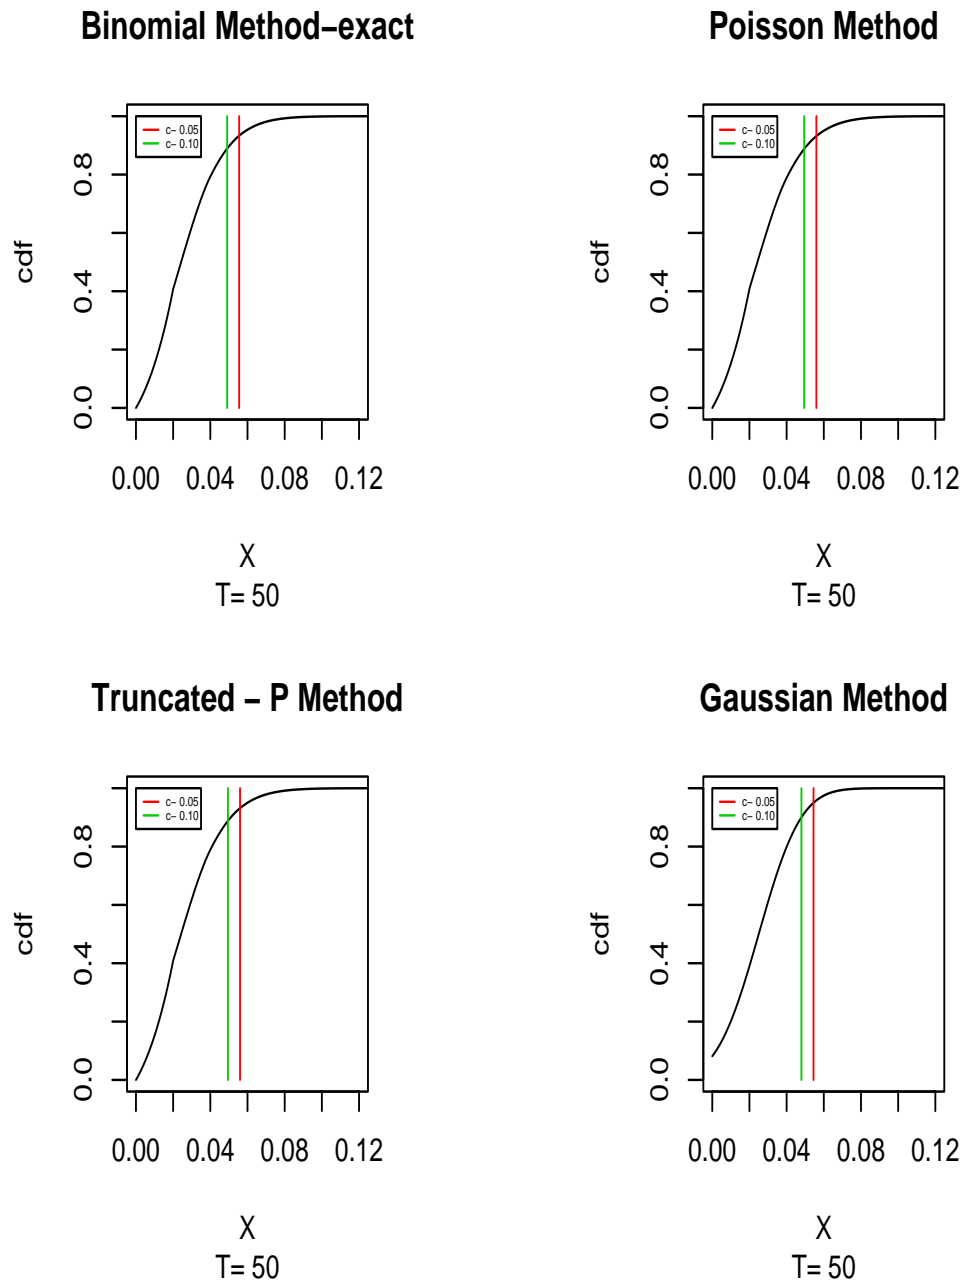 Binomial Method–exact
c– 0.05
c– 0.10
cdf
0.0 0.4 0.8
0.00 0.04 0.08 0.12
X
T= 50
Poisson Method
c– 0.05
c– 0.10
cdf
0.0 0.4 0.8
0.00 0.04 0.08 0.12
X
T= 50
Truncated – P Method
c– 0.05
c– 0.10
cdf
0.0 0.4 0.8
0.00 0.04 0.08 0.12
X
T= 50
Gaussian Method
c– 0.05
c– 0.10
cdf
0.0 0.4 0.8
0.00 0.04 0.08 0.12
X
T= 50